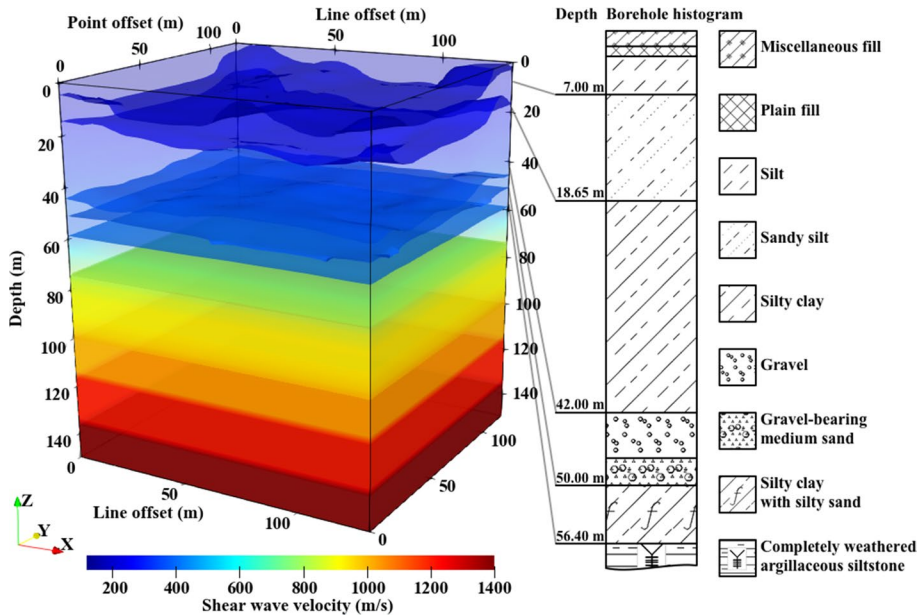 Point offset (m)
Line offset (m)
Depth Borehole histogram
0
50
100
0
50
100
0
20
40
60
80
100
120
140
0
20
40
60
80
100
120
140
Depth (m)
0
50
100
Line offset (m)
0
50
100
7.00 m
18.65 m
42.00 m
50.00 m
56.40 m
Miscellaneous fill
Plain fill
Silt
Sandy silt
Silty clay
Gravel
Gravel-bearing
medium sand
Silty clay
with silty sand
Completely weathered
argillaceous siltstone
Z
Y
X
200 400 600 800 1000 1200 1400
Shear wave velocity (m/s)